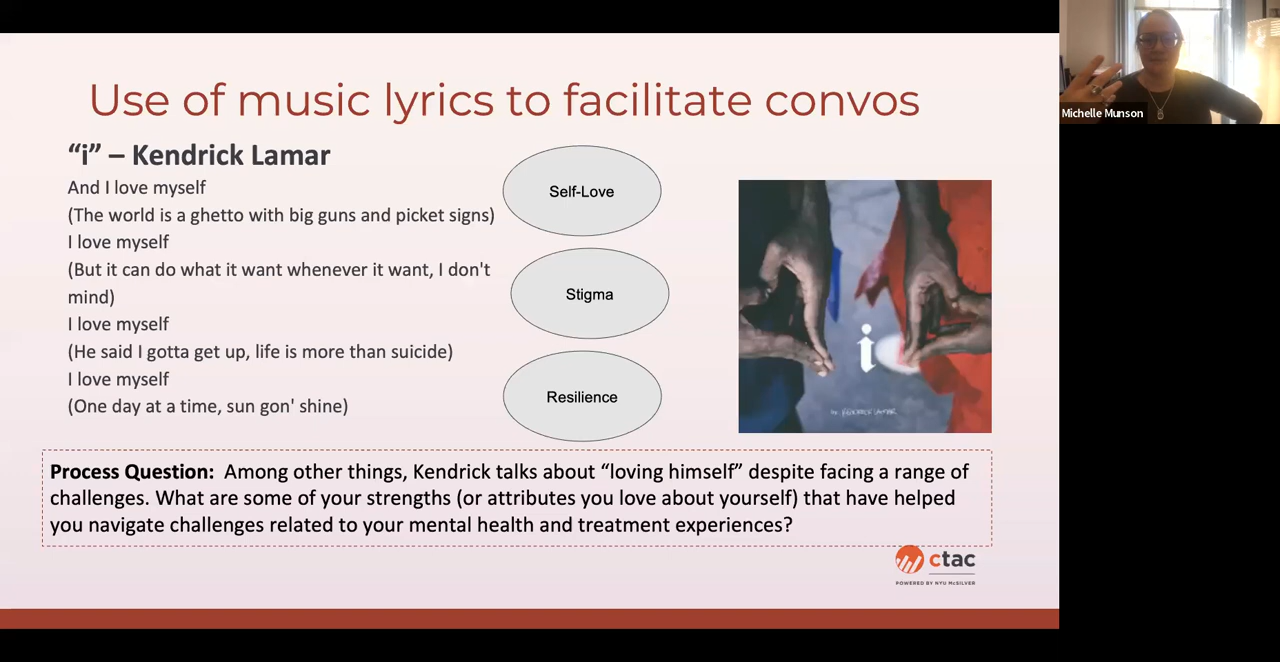 Use of music lyrics to facilitate convos
Michelle Munson
“i” – Kendrick Lamar
And I love myself
(The world is a ghetto with big guns and picket signs)
I love myself
(But it can do what it want whenever it want, I don't
mind)
I love myself
(He said I gotta get up, life is more than suicide)
I love myself
(One day at a time, sun gon' shine)
Self-Love
Stigma
Resilience
i
KENDRICK LAMAR
Process Question: Among other things, Kendrick talks about “loving himself” despite facing a range of
challenges. What are some of your strengths (or attributes you love about yourself) that have helped
you navigate challenges related to your mental health and treatment experiences?
ctac
POWERED BY NYU McSILVER